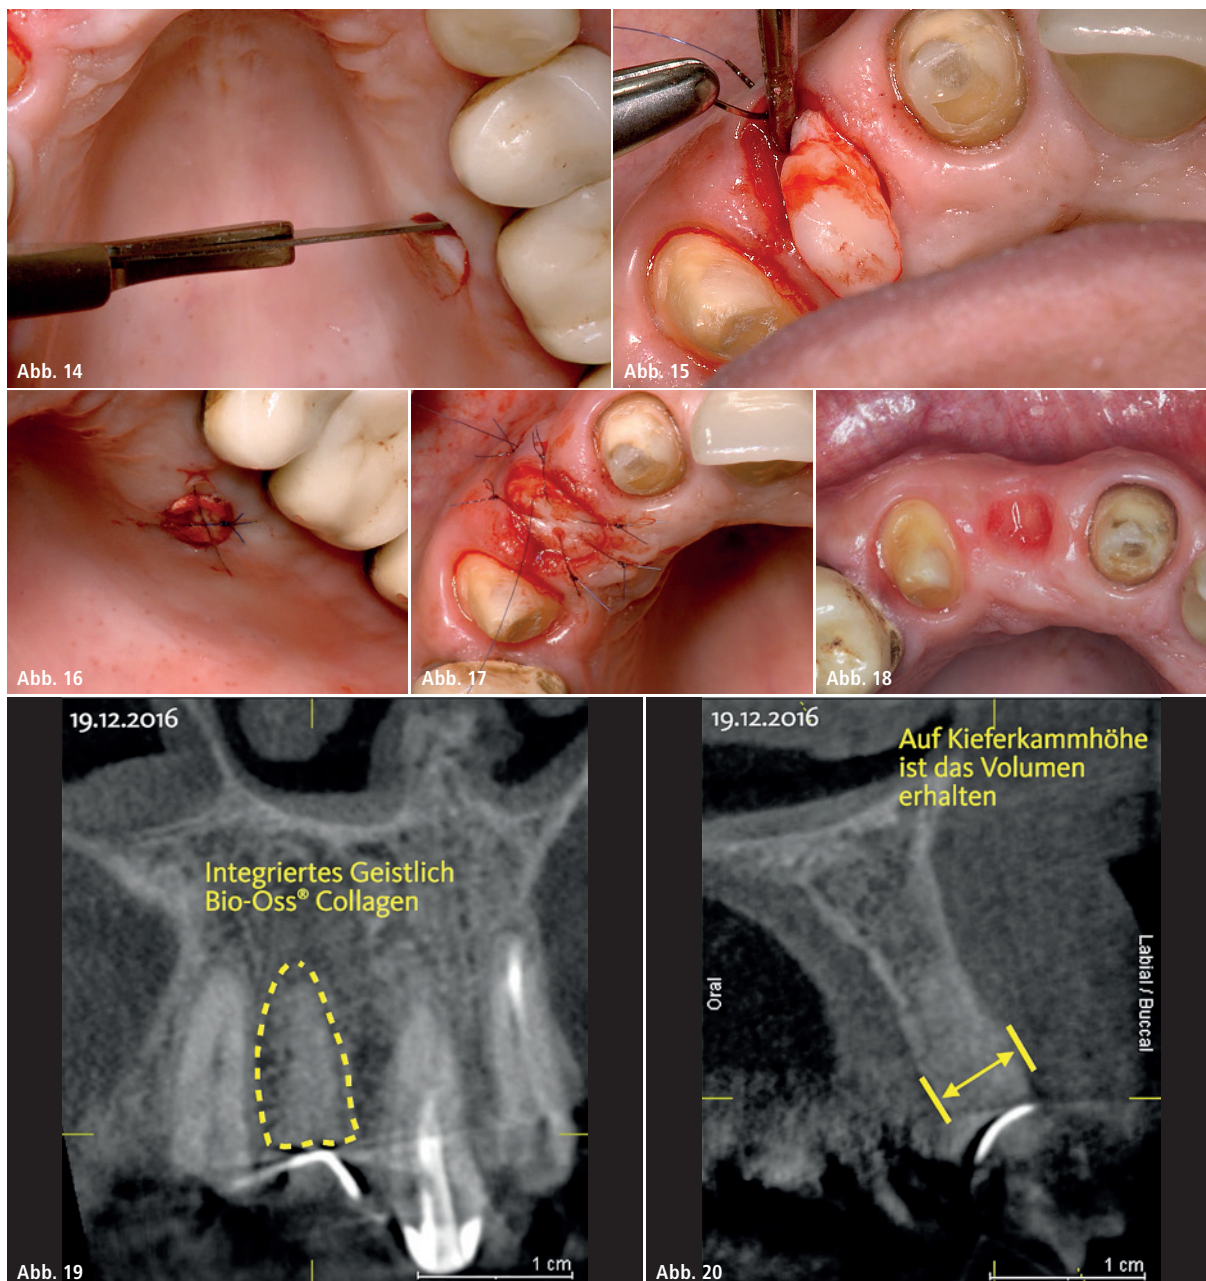 Abb. 14
Abb. 15
Abb. 16
Abb. 17
Abb. 18
19.12.2016
Integriertes Geistlich
Bio-Oss® Collagen
1 cm
Abb. 19
19.12.2016
Auf Kieferkammhöhe
ist das Volumen
erhalten
Oral
Labial / Buccal
1 cm
Abb. 20